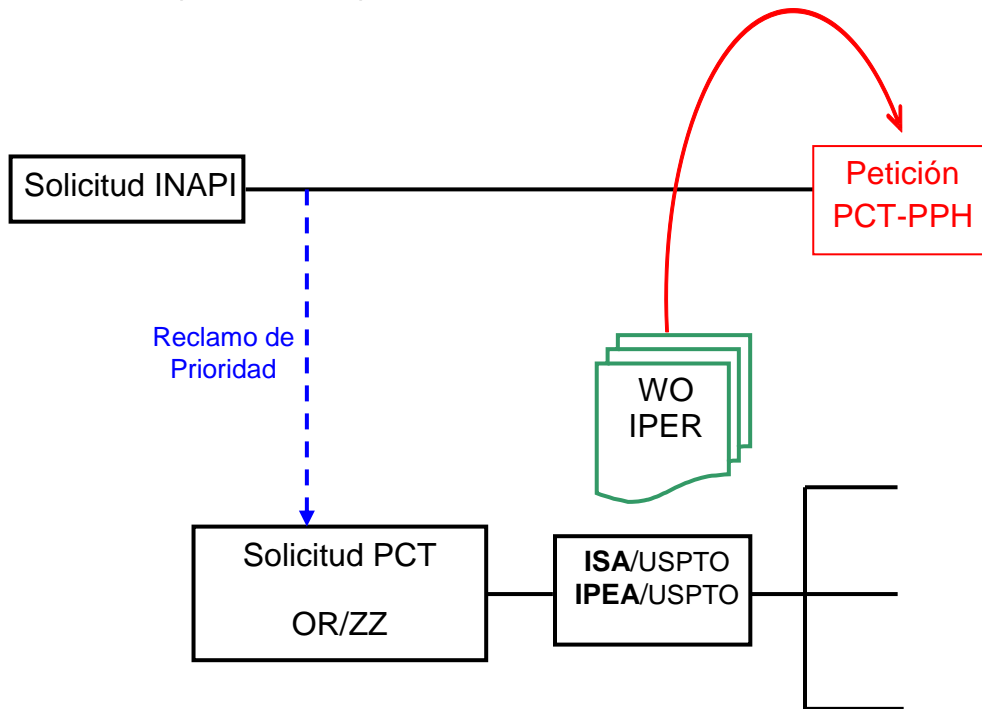 Solicitud INAPI
Petición
PCT-PPH
Reclamo de
Prioridad
WO
IPER
Solicitud PCT
OR/ZZ
ISA/USPTO
IPEA/USPTO